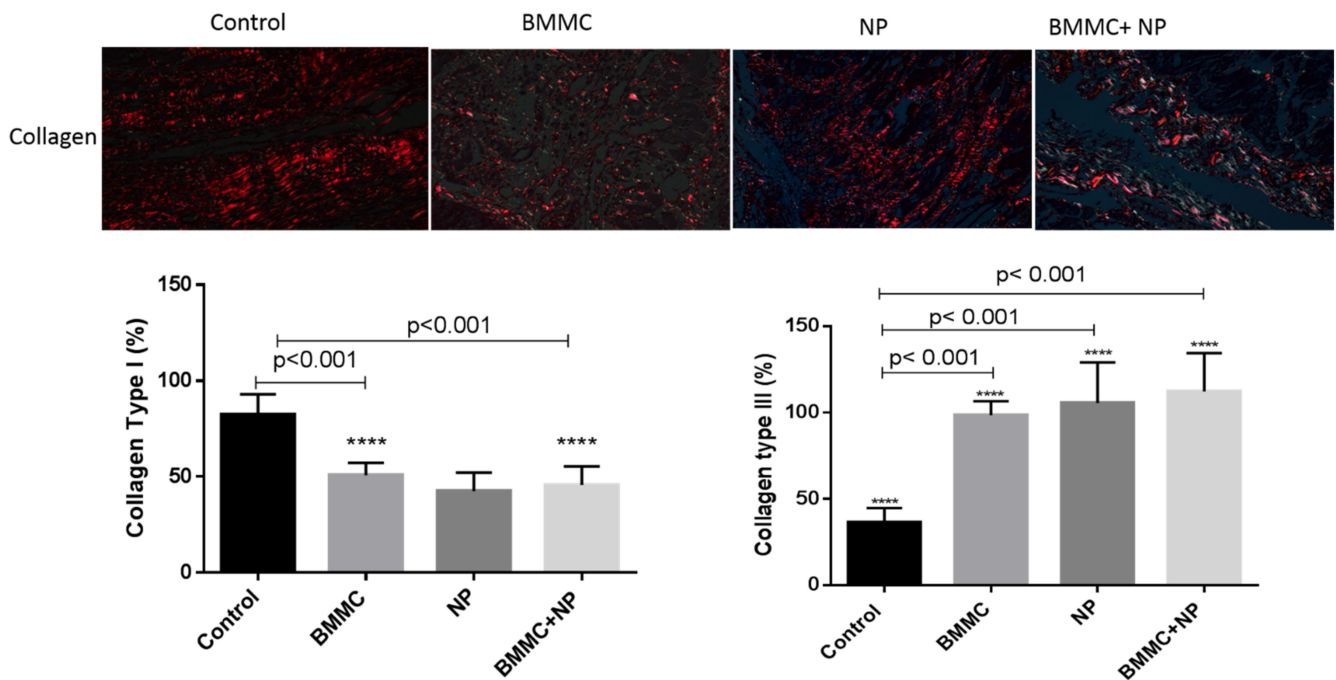 Control BMMC NP BMMC+ NP
Collagen
150
100
50
0
Collagen Type I (%)
p<0.001
p<0.001
****
****
Control
BMMC
NP
BMMC+NP
150
100
50
0
Collagen type III (%)
p< 0.001
p< 0.001
p< 0.001
****
****
****
****
Control
BMMC
NP
BMMC+NP